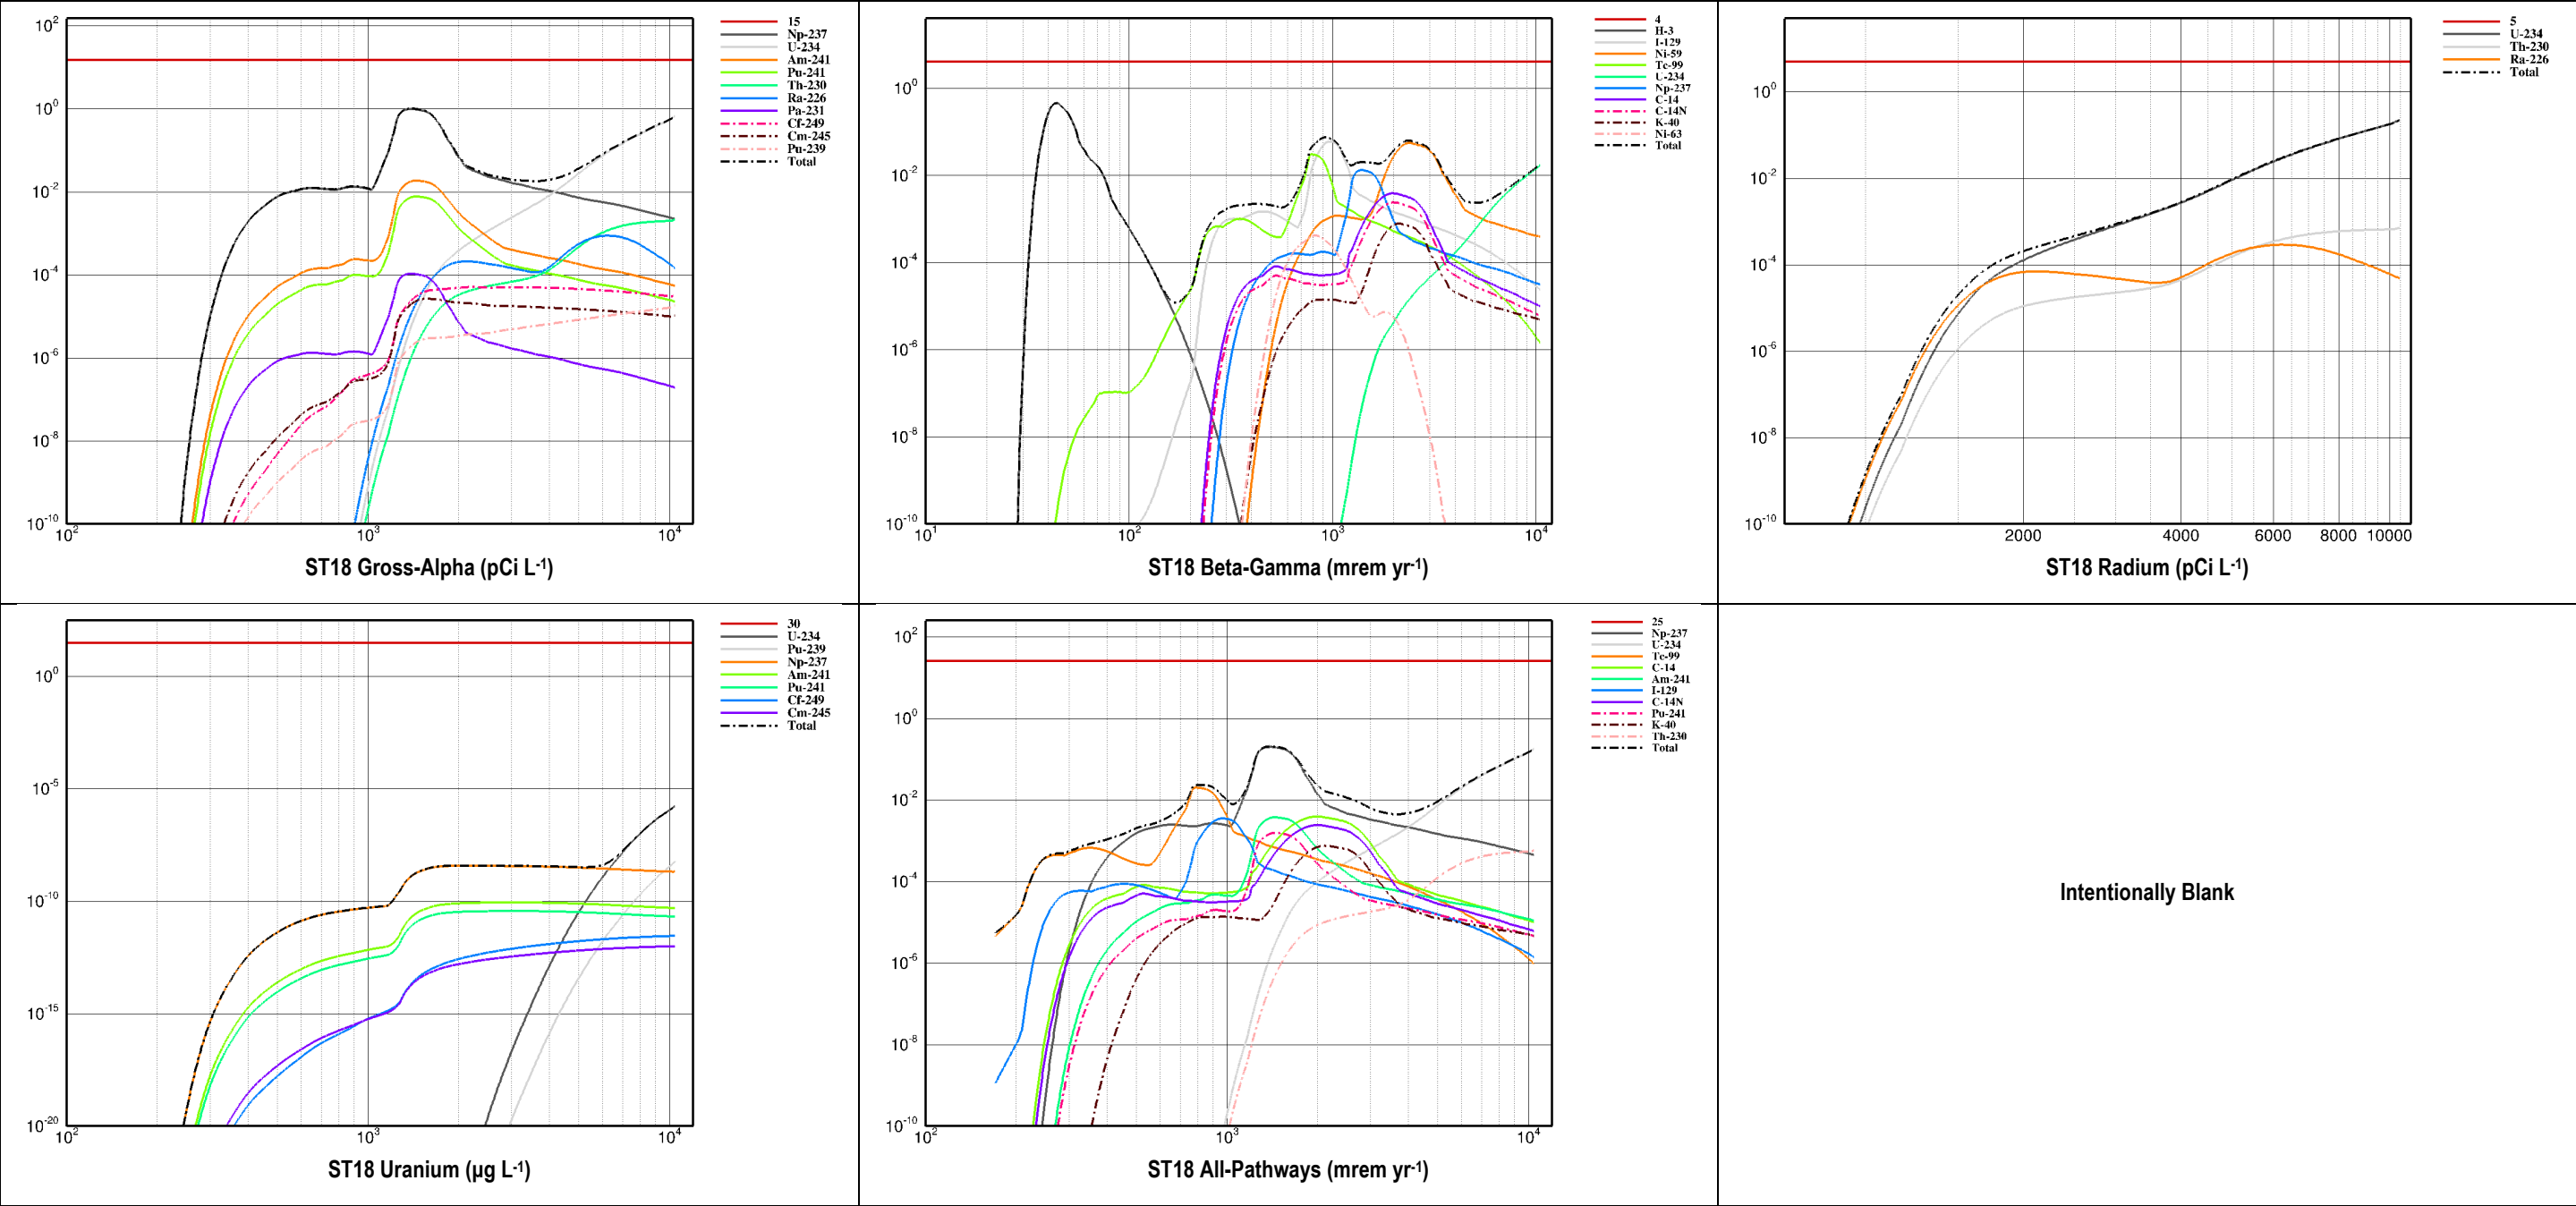 10²
10⁰
10⁻²
10⁻⁴
10⁻⁶
10⁻⁸
10⁻¹⁰
10² 10³ 10⁴
15
Np-237
U-234
Am-241
Pu-241
Th-230
Ra-226
Pa-231
Cf-249
Cm-245
Pu-239
Total
ST18 Gross-Alpha (pCi L⁻¹)
10⁰
10⁻²
10⁻⁴
10⁻⁶
10⁻⁸
10⁻¹⁰
10¹ 10² 10³ 10⁴
4
H-3
I-129
Ni-59
Tc-99
U-234
Np-237
C-14
C-14N
K-40
Ni-63
Total
ST18 Beta-Gamma (mrem yr⁻¹)
10⁰
10⁻²
10⁻⁴
10⁻⁶
10⁻⁸
10⁻¹⁰
2000 4000 6000 8000 10000
5
U-234
Th-230
Ra-226
Total
ST18 Radium (pCi L⁻¹)
10⁰
10⁻⁵
10⁻¹⁰
10⁻¹⁵
10⁻²⁰
10² 10³ 10⁴
30
U-234
Pu-239
Np-237
Am-241
Pu-241
Cf-249
Cm-245
Total
ST18 Uranium (µg L⁻¹)
10²
10⁰
10⁻²
10⁻⁴
10⁻⁶
10⁻⁸
10⁻¹⁰
10² 10³ 10⁴
25
Np-237
U-234
Tc-99
C-14
Am-241
I-129
C-14N
Pu-241
K-40
Th-230
Total
ST18 All-Pathways (mrem yr⁻¹)
Intentionally Blank